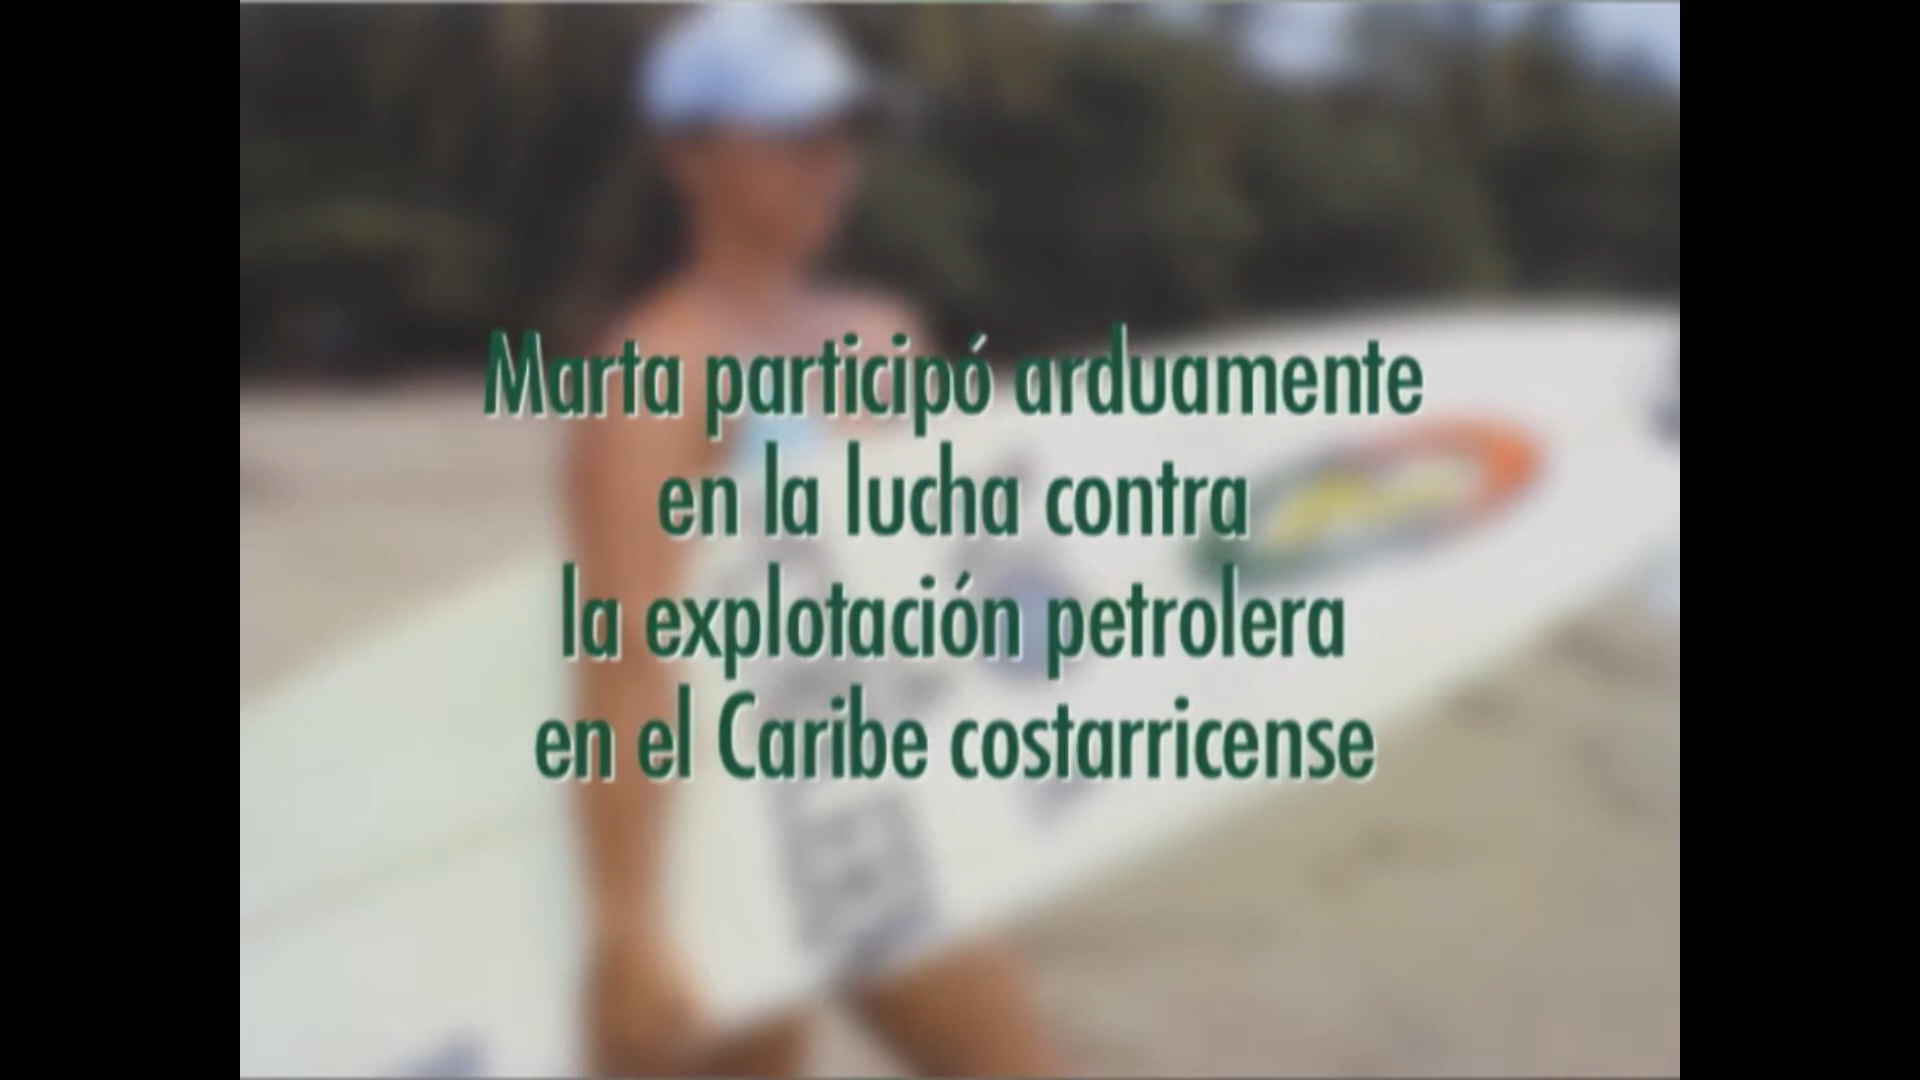 Marta participó arduamente
en la lucha contra
la explotación petrolera
en el Caribe costarricense